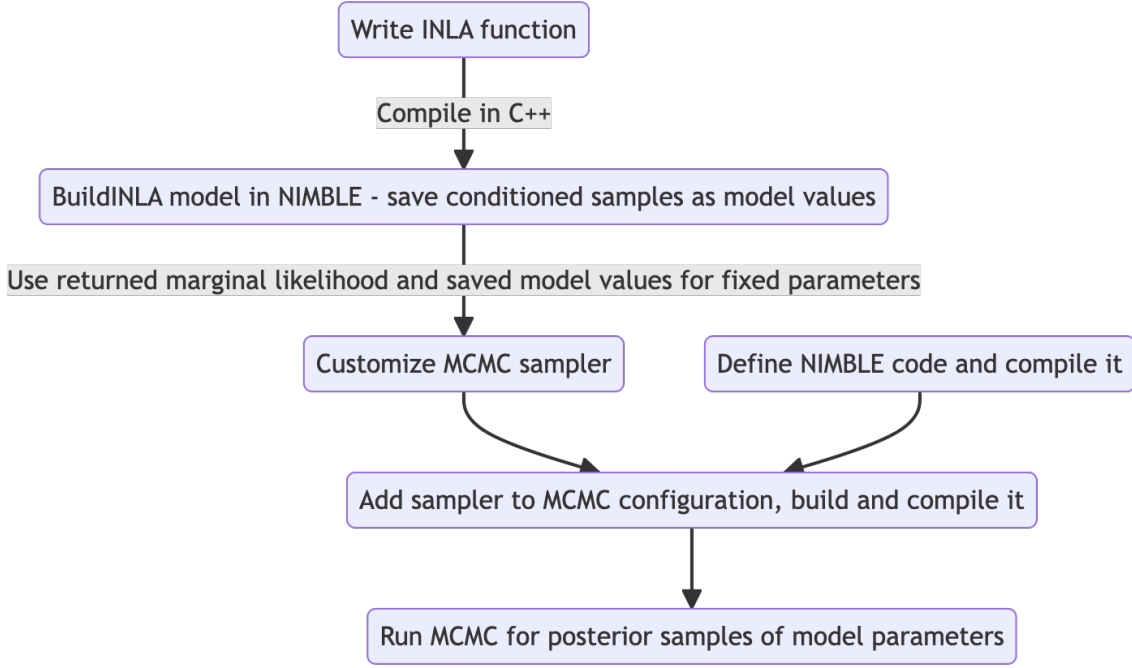 Write INLA function
Compile in C++
BuildINLA model in NIMBLE - save conditioned samples as model values
Use returned marginal likelihood and saved model values for fixed parameters
Customize MCMC sampler
Define NIMBLE code and compile it
Add sampler to MCMC configuration, build and compile it
Run MCMC for posterior samples of model parameters